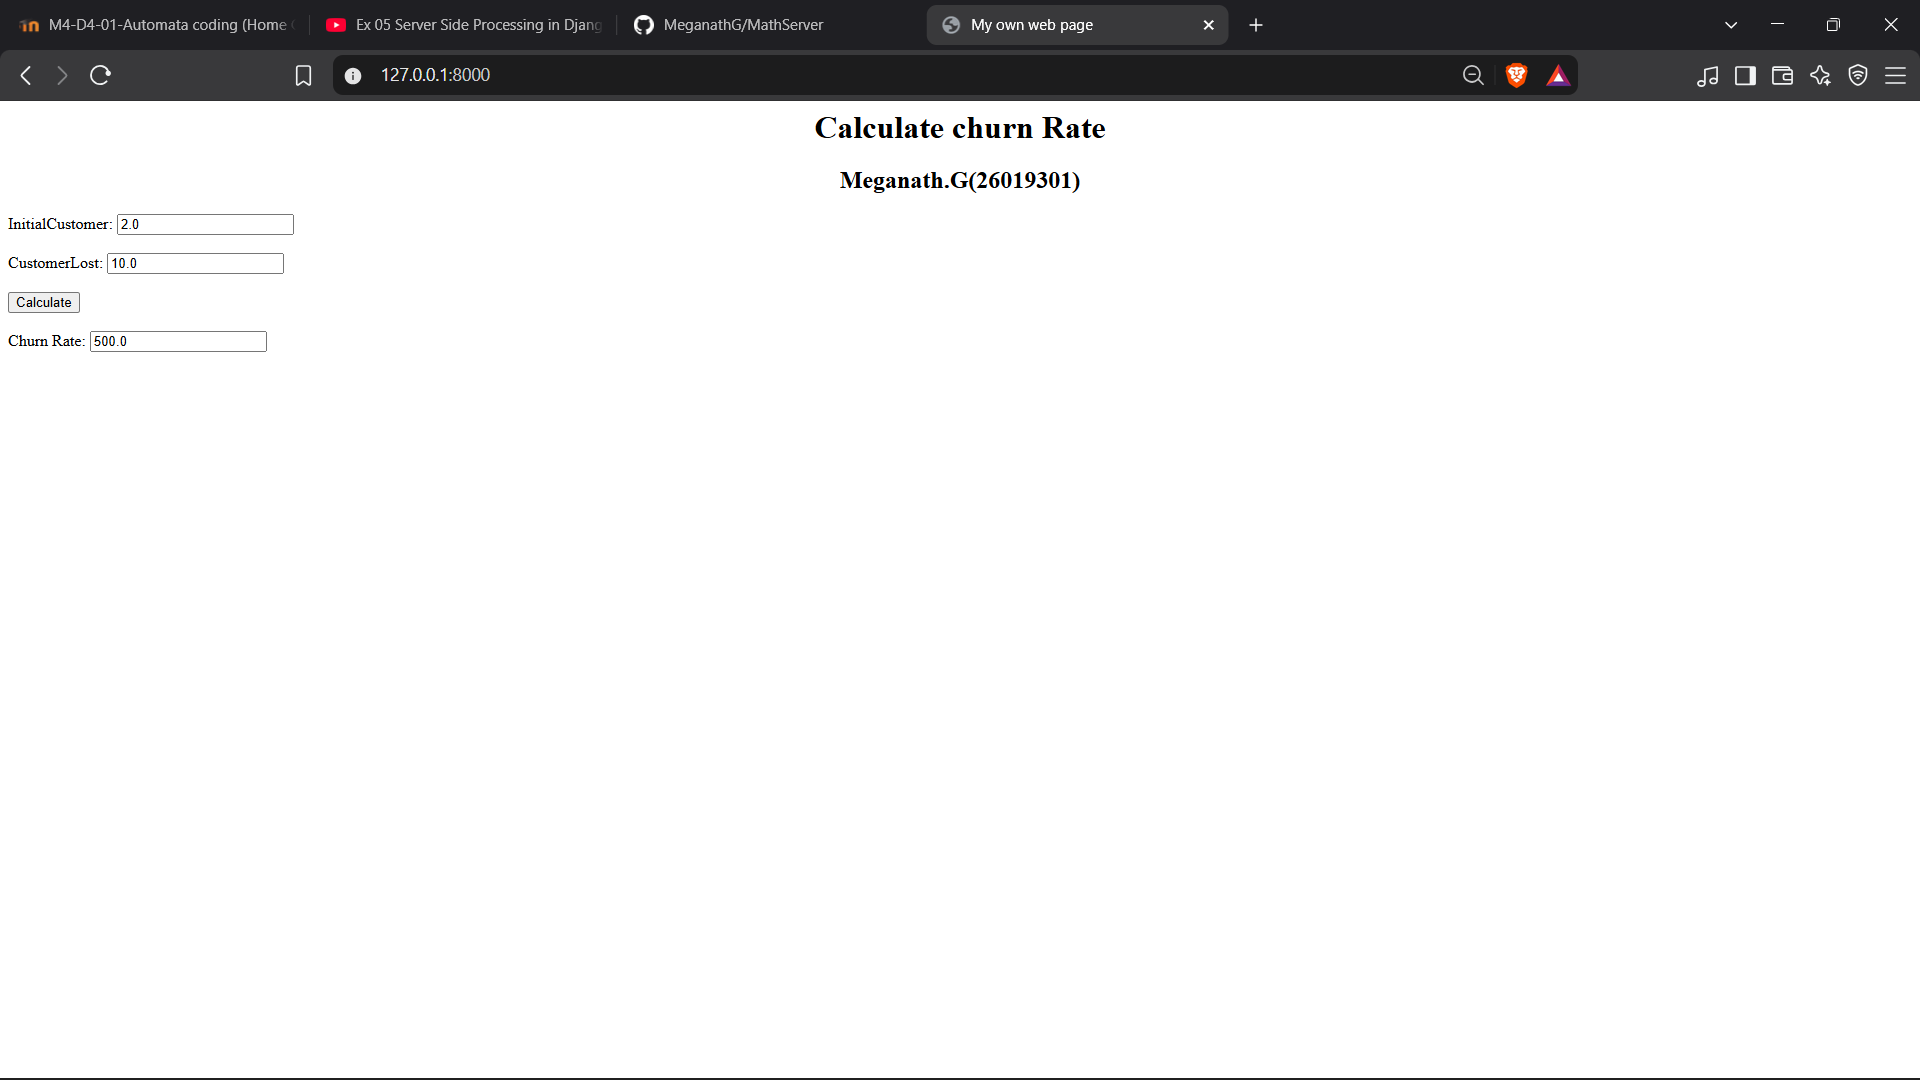 M4-D4-01-Automata coding (Home
Ex 05 Server Side Processing in Djang
MeganathG/MathServer
My own web page
127.0.0.1:8000
Calculate churn Rate
Meganath.G(26019301)
InitialCustomer: 2.0
CustomerLost: 10.0
Calculate
Churn Rate: 500.0